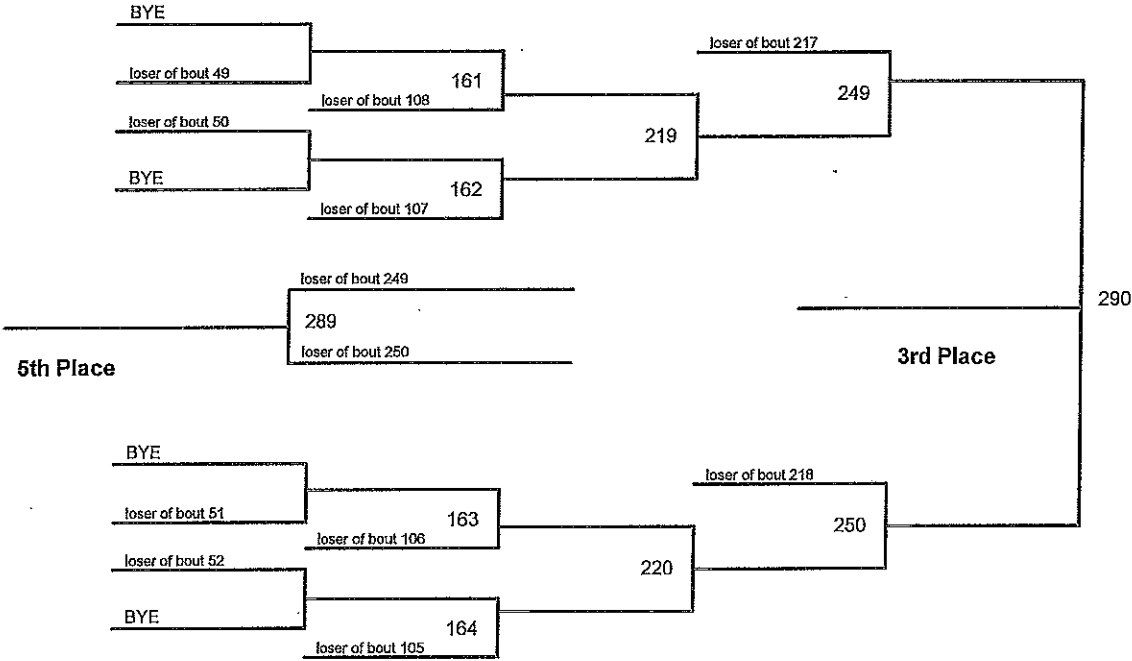 BYE
loser of bout 217
loser of bout 49
161
249
loser of bout 108
loser of bout 50
219
BYE
162
loser of bout 107
loser of bout 249
290
289
loser of bout 250
3rd Place
5th Place
BYE
loser of bout 218
loser of bout 51
163
250
loser of bout 106
loser of bout 52
220
BYE
164
loser of bout 105